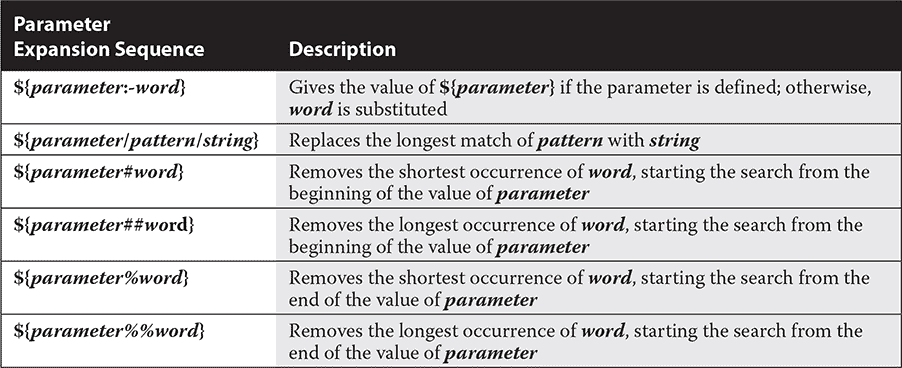 Parameter
Expansion Sequence Description
${parameter:-word} Gives the value of ${parameter} if the parameter is defined; otherwise,
word is substituted
${parameter/pattern/string} Replaces the longest match of pattern with string
${parameter#word} Removes the shortest occurrence of word, starting the search from the
beginning of the value of parameter
${parameter##word} Removes the longest occurrence of word, starting the search from the
beginning of the value of parameter
${parameter%word} Removes the shortest occurrence of word, starting the search from the
end of the value of parameter
${parameter%%word} Removes the longest occurrence of word, starting the search from the
end of the value of parameter